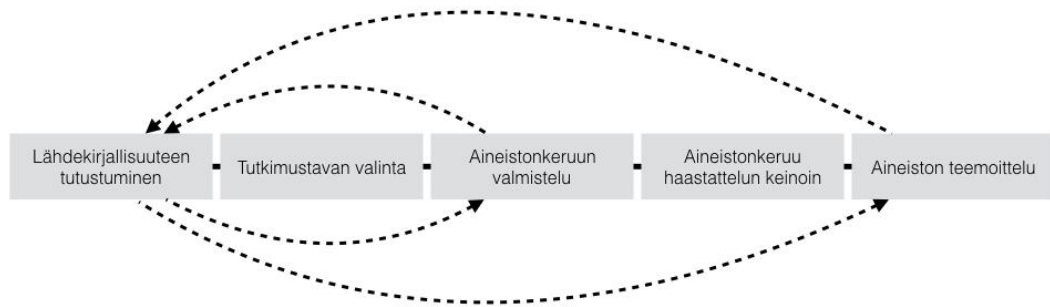 Lähdekirjallisuuteen
tutustuminen
Tutkimustavan valinta
Aineistonkeruun
valmistelu
Aineistonkeruu
haastattelun keinoin
Aineiston teemoittelu